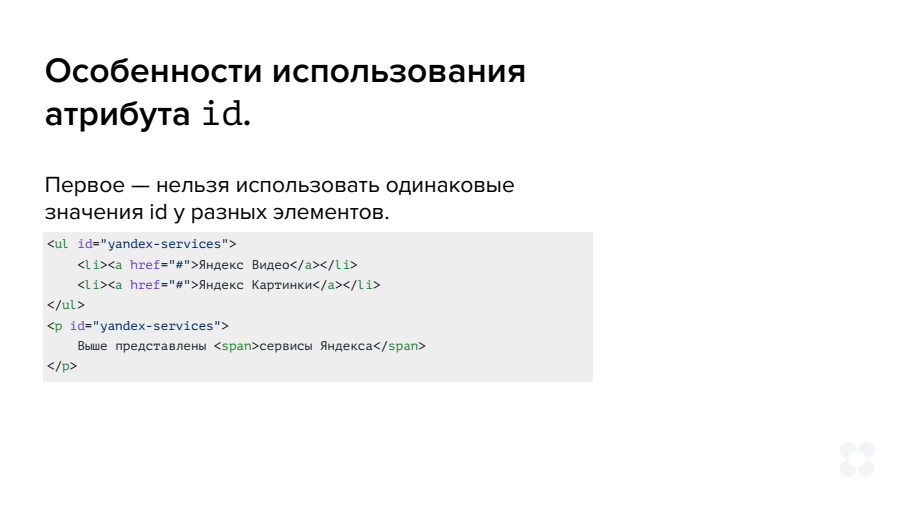 Особенности использования
атрибута id.
Первое — нельзя использовать одинаковые
значения id у разных элементов.
<ul id="yandex-services">
    <li><a href="#">Яндекс Видео</a></li>
    <li><a href="#">Яндекс Картинки</a></li>
</ul>
<p id="yandex-services">
    Выше представлены <span>сервисы Яндекса</span>
</p>